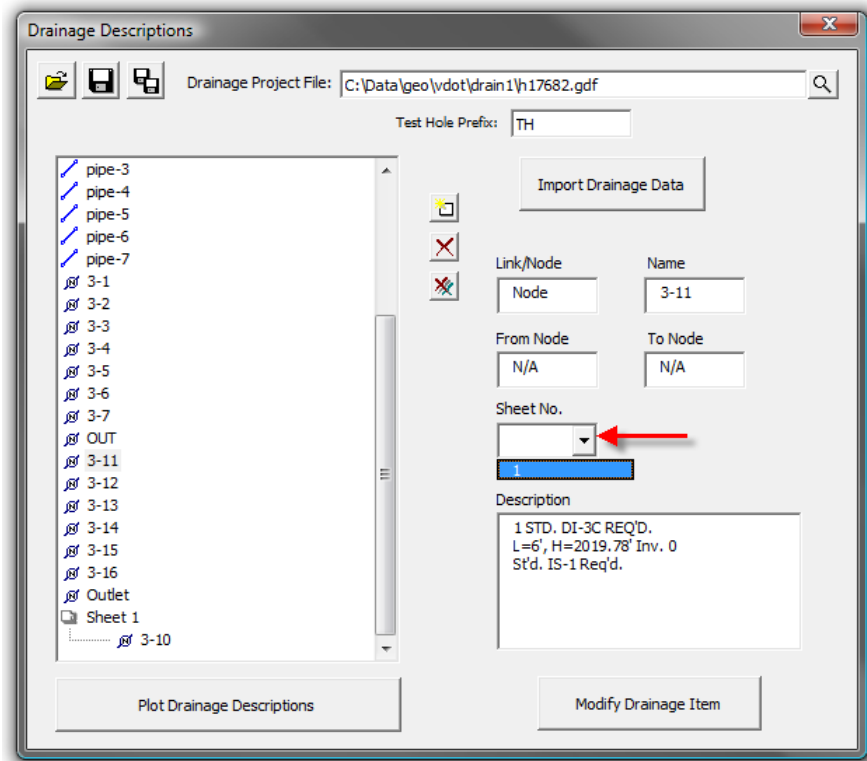 Drainage Descriptions
Drainage Project File: C:\Data\geo\vdot\drain1\h17682.gdf
Test Hole Prefix: TH
pipe-3
pipe-4
pipe-5
pipe-6
pipe-7
3-1
3-2
3-3
3-4
3-5
3-6
3-7
OUT
3-11
3-12
3-13
3-14
3-15
3-16
Outlet
Sheet 1
3-10
Plot Drainage Descriptions
Import Drainage Data
Link/Node Name
Node 3-11
From Node To Node
N/A N/A
Sheet No.
1
Description
1 STD. DI-3C REQ'D.
L=6', H=2019.78' Inv. 0
St'd. IS-1 Req'd.
Modify Drainage Item